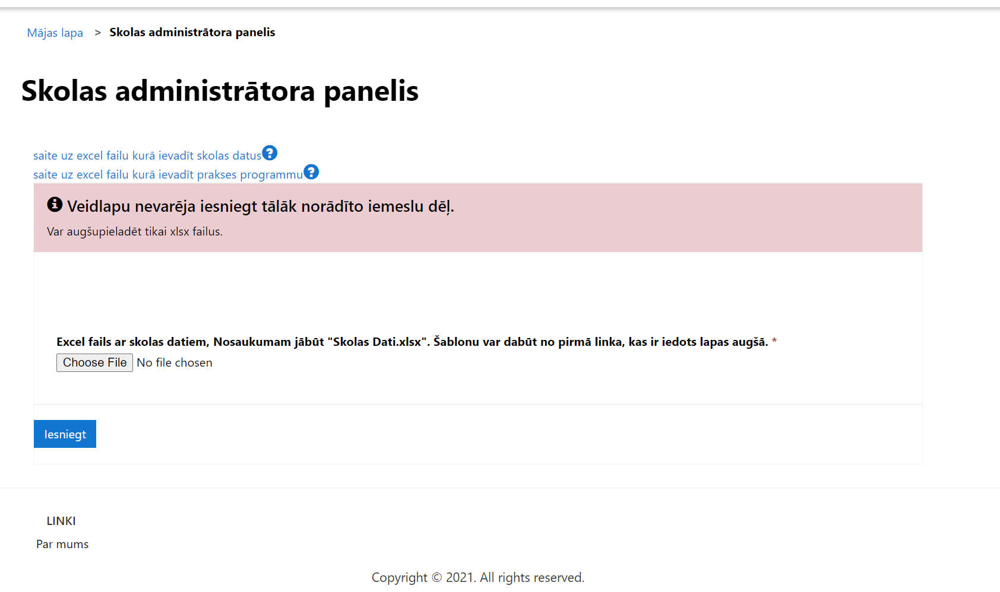 Mājas lapa > Skolas administrātora panelis
Skolas administrātora panelis
saite uz excel failu kurā ievadīt skolas datus
saite uz excel failu kurā ievadīt prakses programmu
Veidlapu nevarēja iesniegt tālāk norādīto iemeslu dēļ.
Var augšupieladēt tikai xlsx failus.
Excel fails ar skolas datiem, Nosaukumam jābūt "Skolas Dati.xlsx". Šablonu var dabūt no pirmā linka, kas ir iedots lapas augšā. *
Choose File No file chosen
Iesniegt
LINKI
Par mums
Copyright © 2021. All rights reserved.